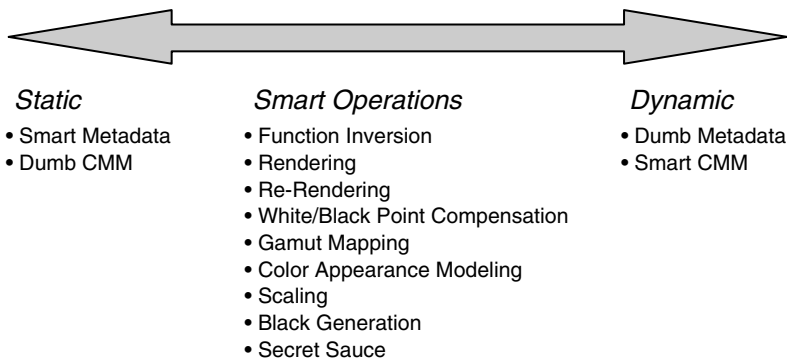 Static
• Smart Metadata
• Dumb CMM
Smart Operations
• Function Inversion
• Rendering
• Re-Rendering
• White/Black Point Compensation
• Gamut Mapping
• Color Appearance Modeling
• Scaling
• Black Generation
• Secret Sauce
Dynamic
• Dumb Metadata
• Smart CMM